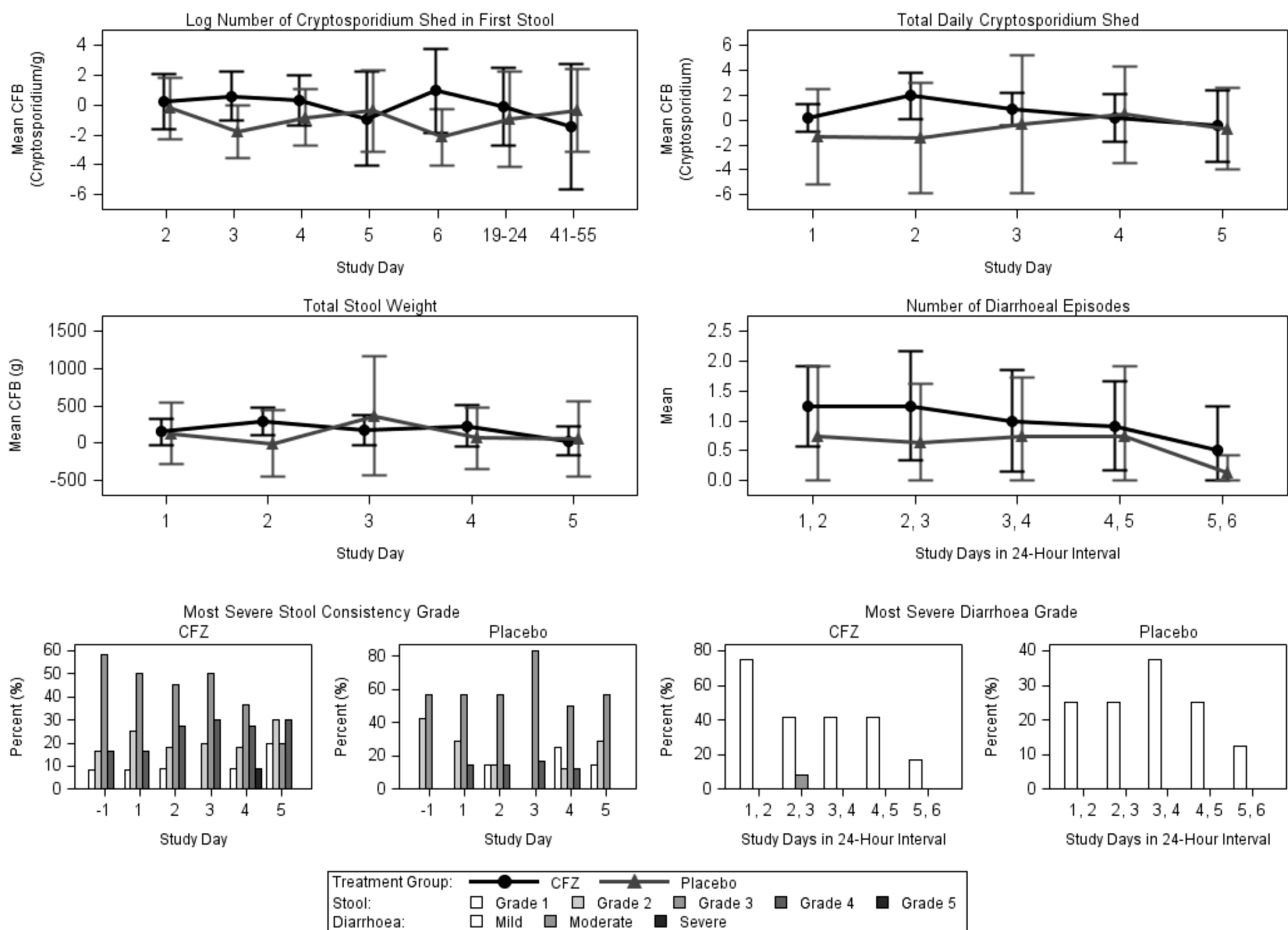 Log Number of Cryptosporidium Shed in First Stool
Mean CFB
(Cryptosporidium/g)
4
2
0
-2
-4
-6
2 3 4 5 6 19-24 41-55
Study Day
Total Daily Cryptosporidium Shed
Mean CFB
(Cryptosporidium)
6
4
2
0
-2
-4
-6
1 2 3 4 5
Study Day
Total Stool Weight
Mean CFB (g)
1500
1000
500
0
-500
1 2 3 4 5
Study Day
Number of Diarrhoeal Episodes
Mean
2.5
2.0
1.5
1.0
0.5
0.0
1, 2 2, 3 3, 4 4, 5 5, 6
Study Days in 24-Hour Interval
Most Severe Stool Consistency Grade
CFZ
Percent (%)
60
50
40
30
20
10
0
-1 1 2 3 4 5
Study Day
Placebo
Percent (%)
80
60
40
20
0
-1 1 2 3 4 5
Study Day
Most Severe Diarrhoea Grade
CFZ
Percent (%)
80
60
40
20
0
1, 2 2, 3 3, 4 4, 5 5, 6
Study Days in 24-Hour Interval
Placebo
Percent (%)
40
30
20
10
0
1, 2 2, 3 3, 4 4, 5 5, 6
Study Days in 24-Hour Interval
Treatment Group: CFZ Placebo
Stool: Grade 1 Grade 2 Grade 3 Grade 4 Grade 5
Diarrhoea: Mild Moderate Severe